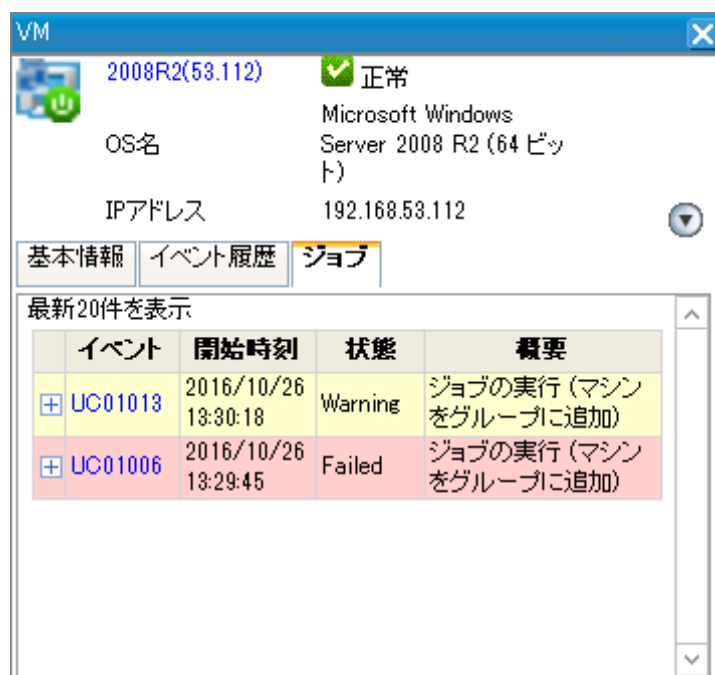 VM
2008R2(53.112) 正常
OS名 Microsoft Windows
Server 2008 R2 (64 ビッ
ト)
IPアドレス 192.168.53.112
基本情報 イベント履歴 ジョブ
最新20件を表示
イベント 開始時刻 状態 概要
UC01013 2016/10/26 13:30:18 Warning ジョブの実行 (マシン
をグループに追加)
UC01006 2016/10/26 13:29:45 Failed ジョブの実行 (マシン
をグループに追加)